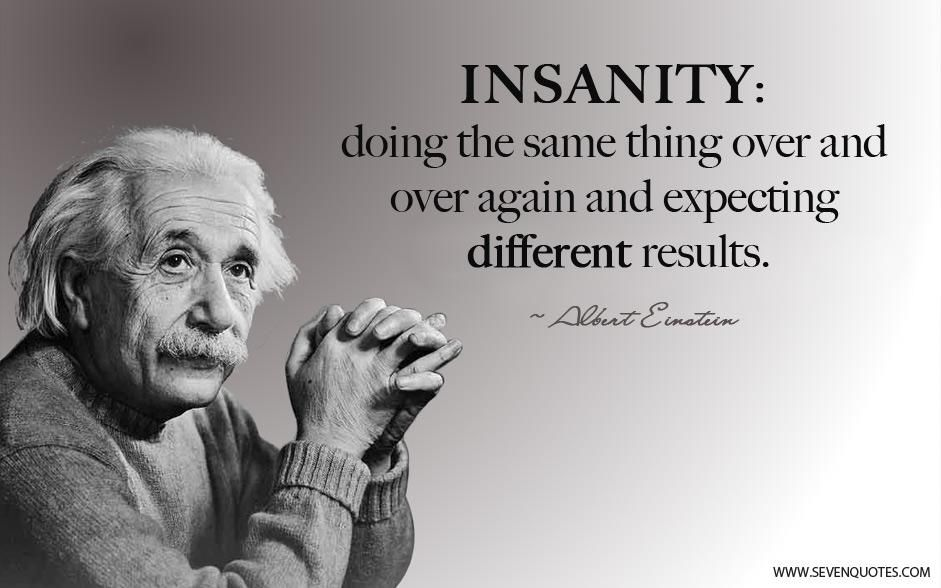 INSANITY:
doing the same thing over and
over again and expecting
different results.
~ Albert Einstein
WWW.SEVENQUOTES.COM